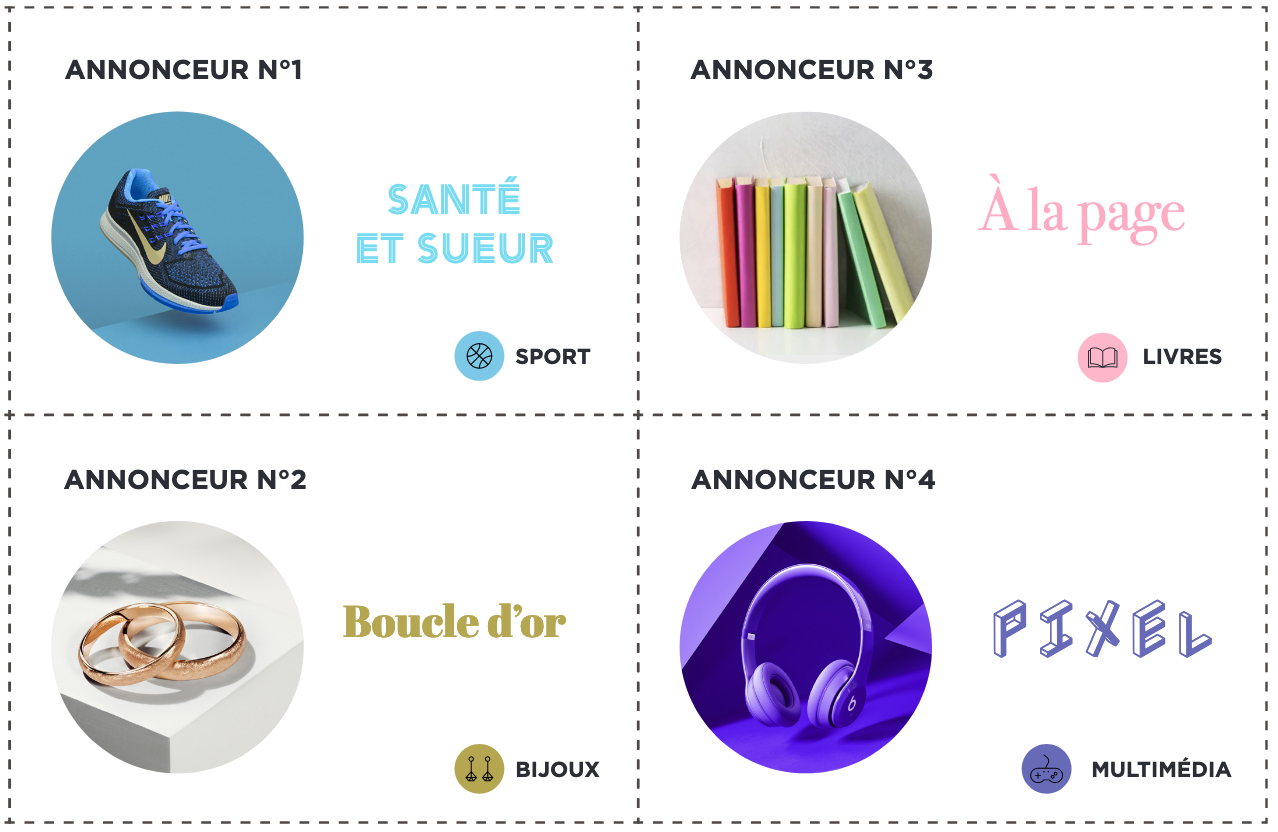 ANNONCEUR N°1
SANTÉ
ET SUEUR
SPORT
ANNONCEUR N°3
À la page
LIVRES
ANNONCEUR N°2
Boucle d'or
BIJOUX
ANNONCEUR N°4
b
PIXEL
MULTIMÉDIA